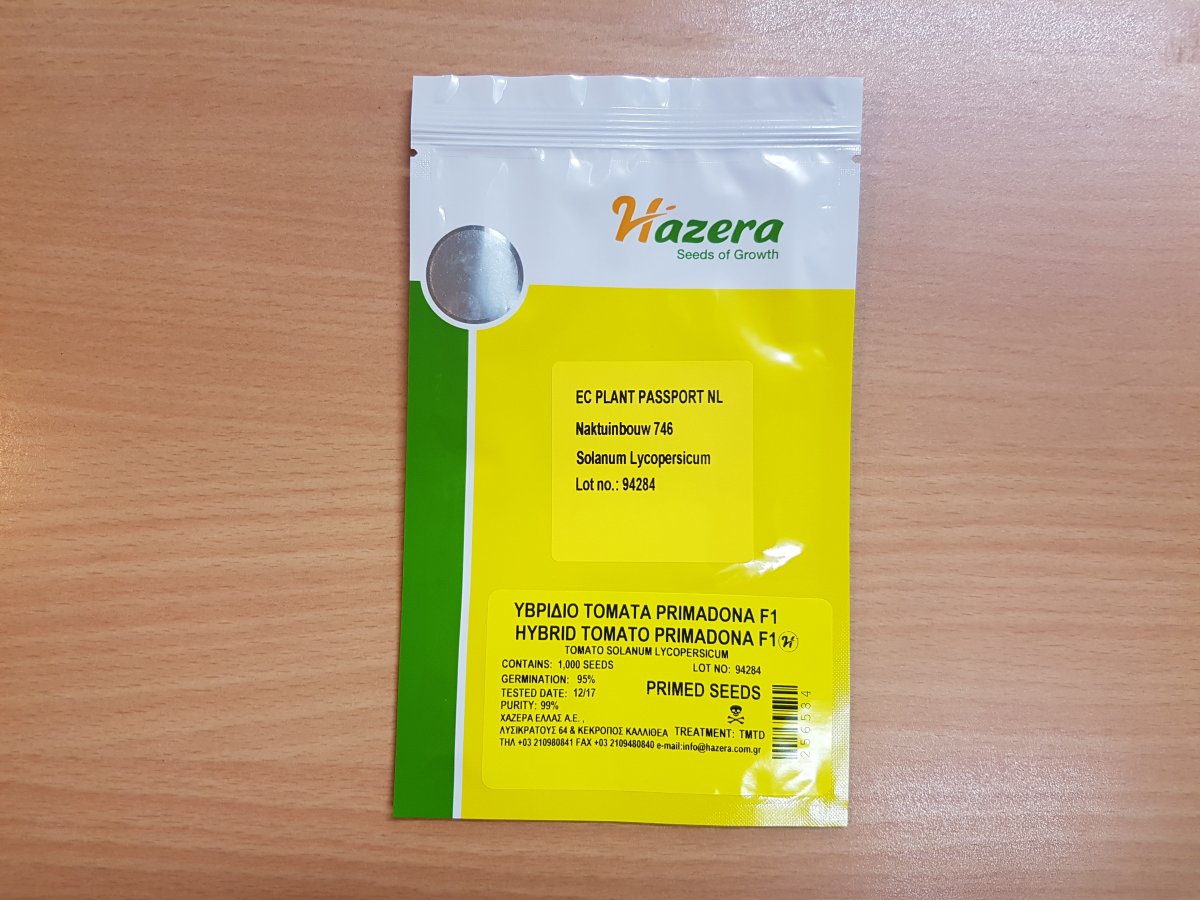 Hazera
Seeds of Growth
EC PLANT PASSPORT NL
Naktuinbouw 746
Solanum Lycopersicum
Lot no.: 94284
ΥΒΡΙΔΙΟ ΤΟΜΑΤΑ PRIMADONA F1
HYBRID TOMATO PRIMADONA F1 H
TOMATO SOLANUM LYCOPERSICUM
CONTAINS: 1,000 SEEDS LOT NO: 94284
GERMINATION: 95%
TESTED DATE: 12/17 PRIMED SEEDS
PURITY: 99%
ΧΑΖΕΡΑ ΕΛΛΑΣ Α.Ε. ,
ΛΥΣΙΚΡΑΤΟΥΣ 64 & ΚΕΚΡΟΠΟΣ ΚΑΛΛΙΘΕΑ TREATMENT: TMTD
ΤΗΛ +03 210980841 FAX +03 2109480840 e-mail:info@hazera.com.gr
256534